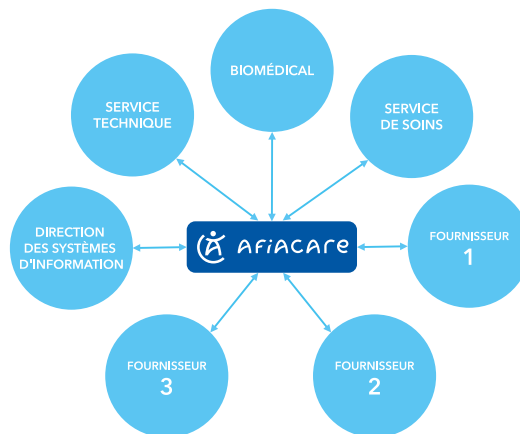 BIOMÉDICAL
SERVICE
TECHNIQUE
SERVICE
DE SOINS
DIRECTION
DES SYSTÈMES
D'INFORMATION
AFIACARE
FOURNISSEUR
1
FOURNISSEUR
3
FOURNISSEUR
2